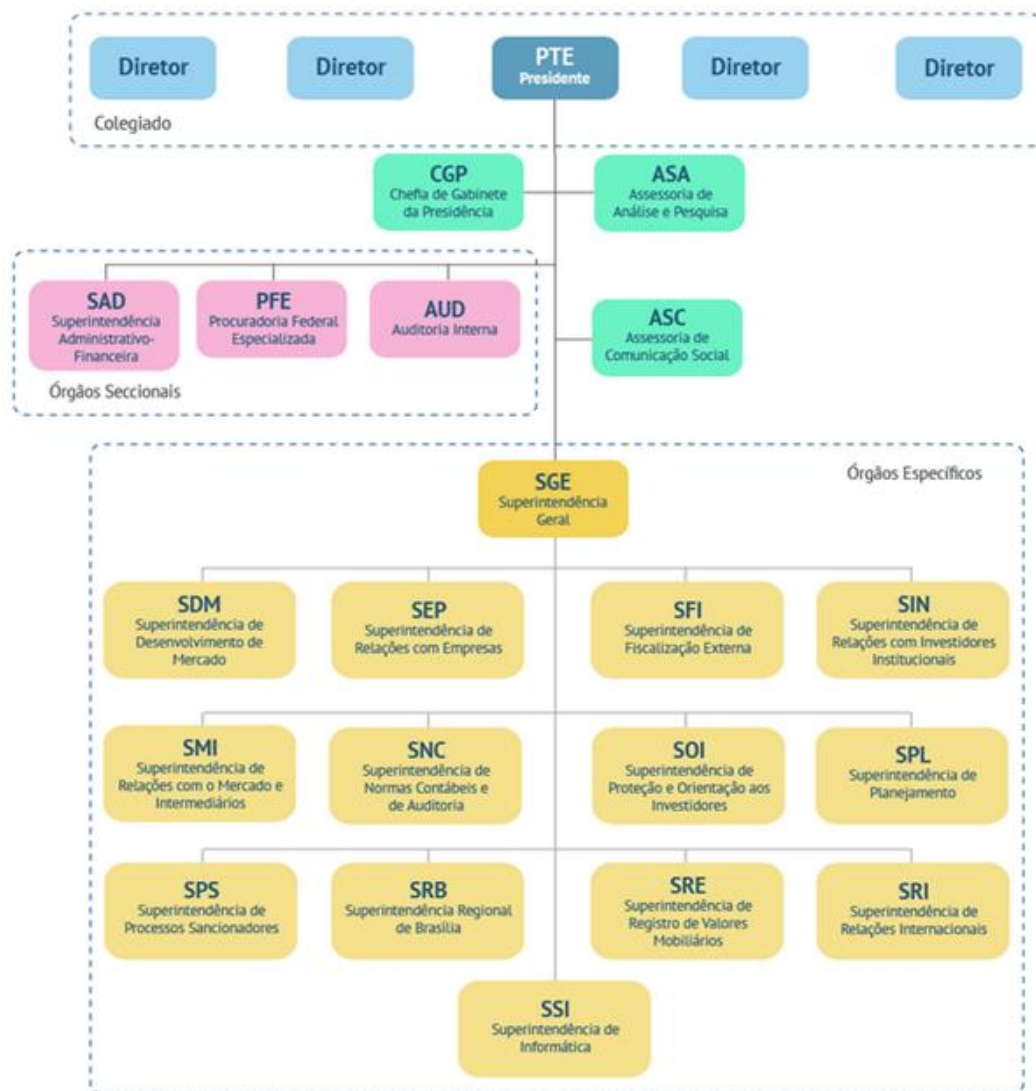 Diretor
Diretor
PTE
Presidente
Diretor
Diretor
Colegiado
CGP
Chefia de Gabinete
da Presidência
ASA
Assessoria de
Análise e Pesquisa
SAD
Superintendência
Administrativo-
Financeira
PFE
Procuradoria Federal
Especializada
AUD
Auditoria Interna
ASC
Assessoria de
Comunicação Social
Órgãos Seccionais
SGE
Superintendência
Geral
Órgãos Específicos
SDM
Superintendência de
Desenvolvimento de
Mercado
SEP
Superintendência de
Relações com Empresas
SFI
Superintendência de
Fiscalização Externa
SIN
Superintendência de
Relações com Investidores
Institucionais
SMI
Superintendência de
Relações com o Mercado e
Intermediários
SNC
Superintendência de
Normas Contábeis e
de Auditoria
SOI
Superintendência de
Proteção e Orientação aos
Investidores
SPL
Superintendência de
Planejamento
SPS
Superintendência de
Processos Sancionadores
SRB
Superintendência Regional
de Brasília
SRE
Superintendência de
Registro de Valores
Mobiliários
SRI
Superintendência de
Relações Internacionais
SSI
Superintendência de
Informática